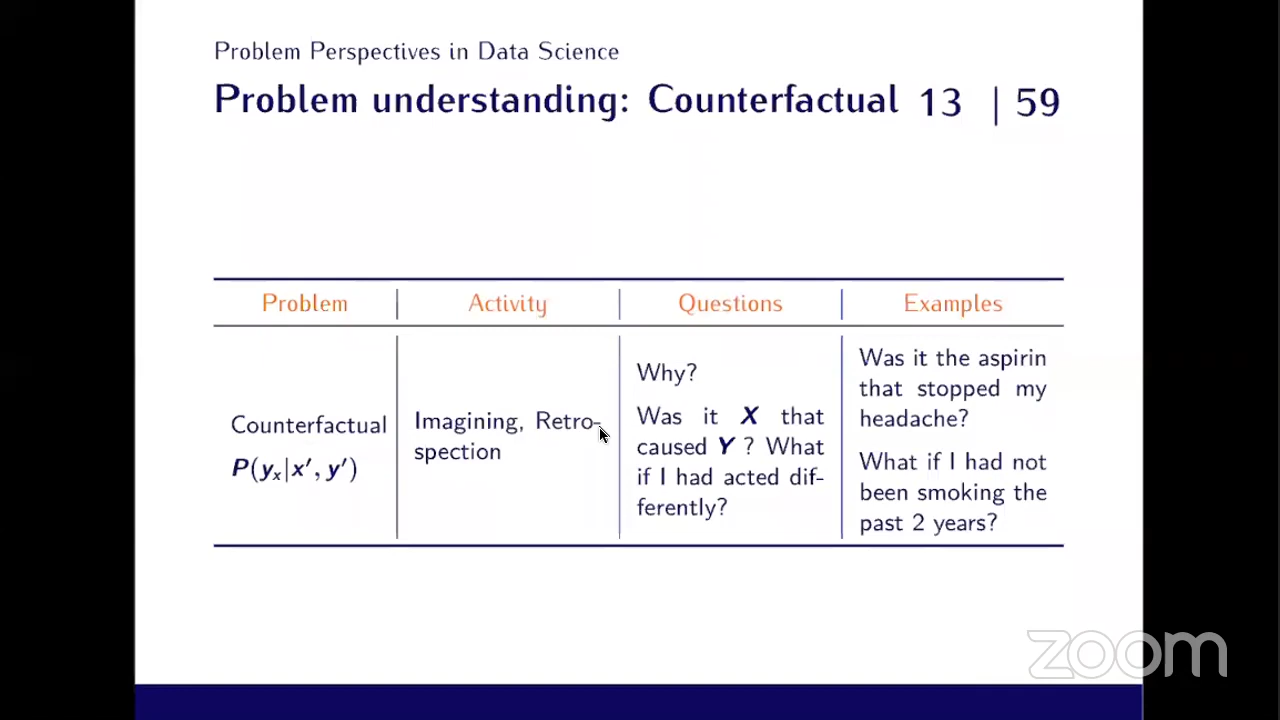 Problem Perspectives in Data Science
Problem understanding: Counterfactual 13 | 59
Problem
Activity
Questions
Examples
Counterfactual
P(yₓ|x′, y′)
Imagining, Retro-
spection
Why?
Was it X that
caused Y ? What
if I had acted dif-
ferently?
Was it the aspirin
that stopped my
headache?
What if I had not
been smoking the
past 2 years?
zoom